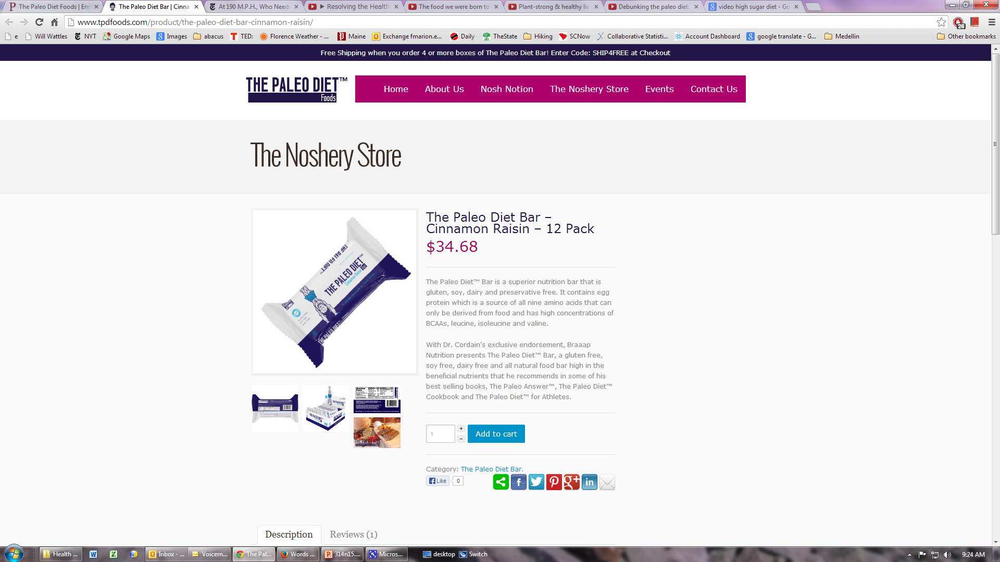 The Paleo Diet Foods | Enc
The Paleo Diet Bar | Cinna
At 190 M.P.H., Who Need
▶ Resolving the Health
The food we were born to
Plant-strong & healthy liv
Debunking the paleo diet:
video high sugar diet - Go
www.tpdfoods.com/product/the-paleo-diet-bar-cinnamon-raisin/
26
e
Will Wattles
NYT
Google Maps
Images
abacus
TED:
Florence Weather - ...
Maine
Exchange fmarion.e...
Daily
TheState
Hiking
SCNow
Collaborative Statisti...
Account Dashboard
google translate - G...
Medellin
Other bookmarks
Free Shipping when you order 4 or more boxes of The Paleo Diet Bar! Enter Code: SHIP4FREE at Checkout
THE PALEO DIET™
Foods
Home
About Us
Nosh Notion
The Noshery Store
Events
Contact Us
The Noshery Store
THE PALEO DIET™
Cinnamon Raisin Bar
The Paleo Diet Bar –
Cinnamon Raisin – 12 Pack
$34.68
The Paleo Diet™ Bar is a superior nutrition bar that is
gluten, soy, dairy and preservative free. It contains egg
protein which is a source of all nine amino acids that can
only be derived from food and has high concentrations of
BCAAs, leucine, isoleucine and valine.
With Dr. Cordain’s exclusive endorsement, Braaap
Nutrition presents The Paleo Diet™ Bar, a gluten free,
soy free, dairy free and all natural food bar high in the
beneficial nutrients that he recommends in some of his
best selling books, The Paleo Answer™, The Paleo Diet™
Cookbook and The Paleo Diet™ for Athletes.
THE PALEO DIET
Nutrition Facts
THE PALEO DIET
1
+
-
Add to cart
Category: The Paleo Diet Bar.
Like
0
Description
Reviews (1)
Health ...
Inbox - ...
Voicem...
The Pal...
Words ...
314n15....
Micros...
desktop
Switch
9:24 AM